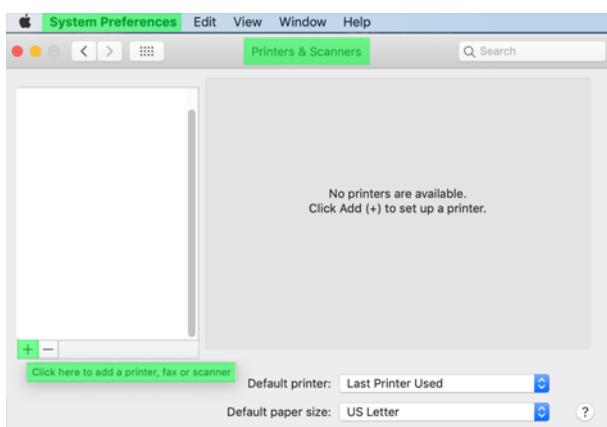 System Preferences Edit View Window Help
Printers & Scanners
Search
No printers are available.
Click Add (+) to set up a printer.
+ −
Click here to add a printer, fax or scanner
Default printer: Last Printer Used
Default paper size: US Letter ?